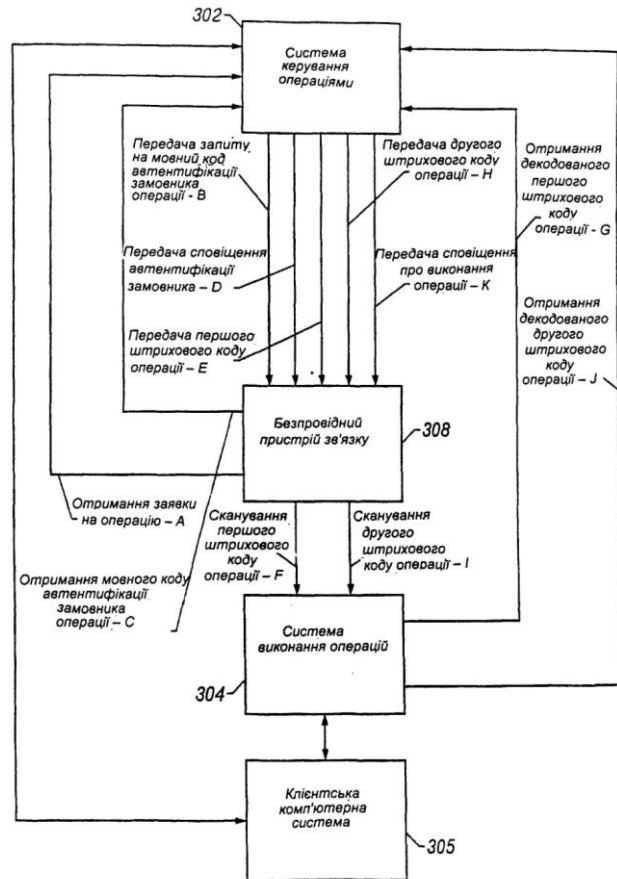 302
Система
керування
операціями
Передача запиту
на мовний код
автентифікації
замовника
операції - B
Передача другого
штрихового коду
операції – H
Отримання
декодованого
першого
штрихового
коду
операції - G
Передача сповіщення
автентифікації
замовника – D
Передача сповіщення
про виконання
операції – K
Передача першого
штрихового коду
операції – E
Отримання
декодованого
другого
штрихового
коду
операції – J
Безпровідний
пристрій зв'язку
308
Отримання заявки
на операцію – A
Сканування
першого
штрихового
коду
операції – F
Сканування
другого
штрихового
коду операції – I
Отримання мовного коду
автентифікації
замовника
операції – C
Система
виконання операцій
304
Клієнтська
комп'ютерна
система
305